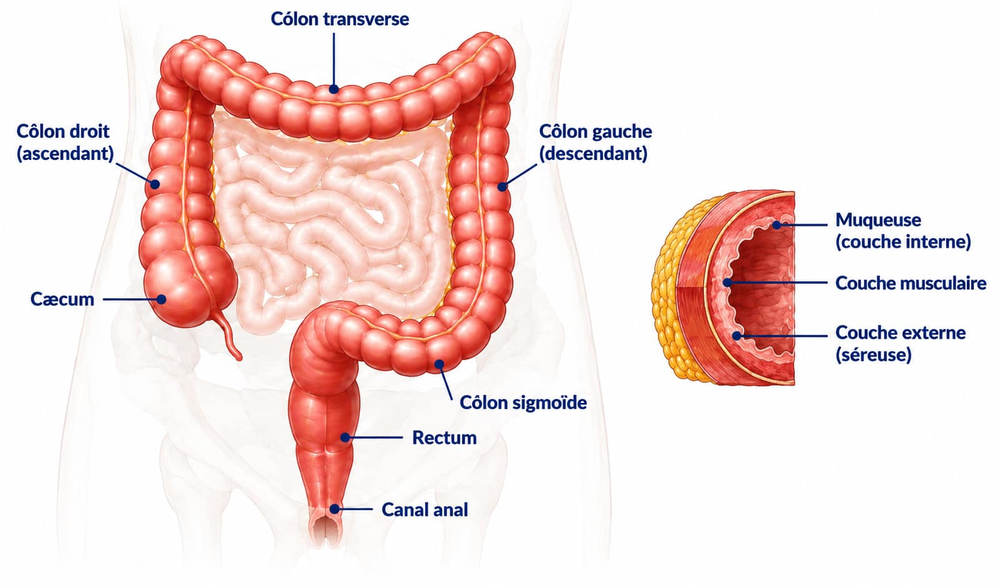 Cólon transverse
Côlon droit
(ascendant)
Côlon gauche
(descendant)
Cæcum
Côlon sigmoïde
Rectum
Canal anal
Muqueuse
(couche interne)
Couche musculaire
Couche externe
(séreuse)